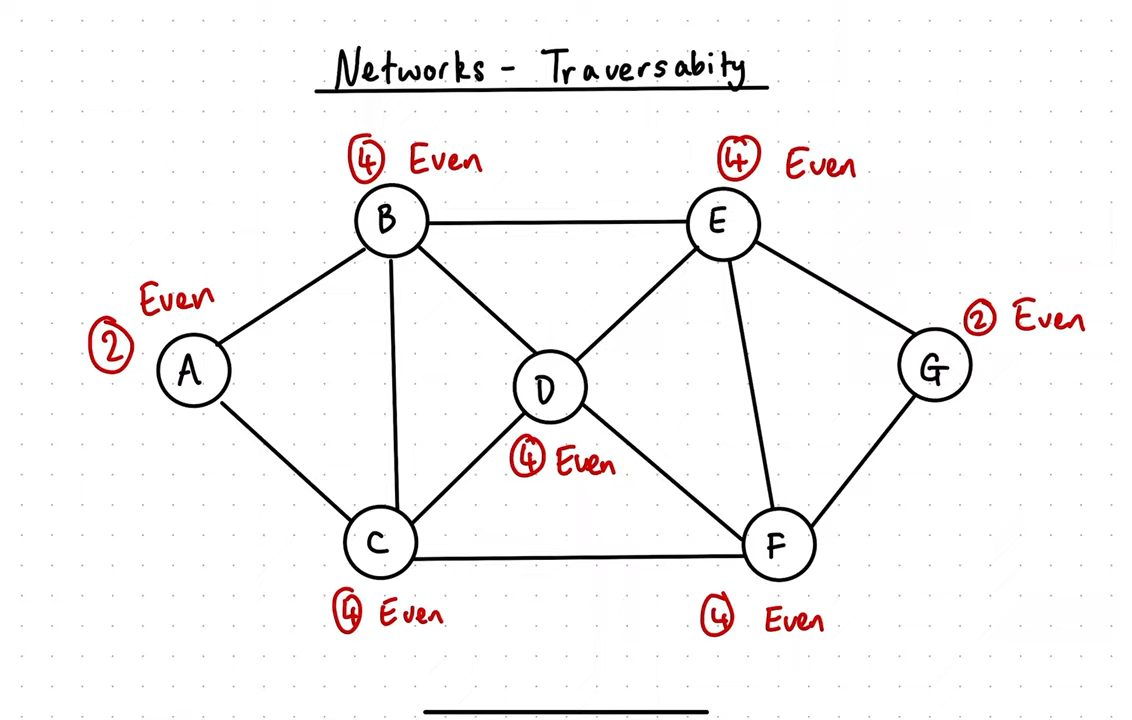 Networks - Traversabity
④ Even
④ Even
B
E
Even
②
A
② Even
G
D
④ Even
C
F
④ Even
④ Even